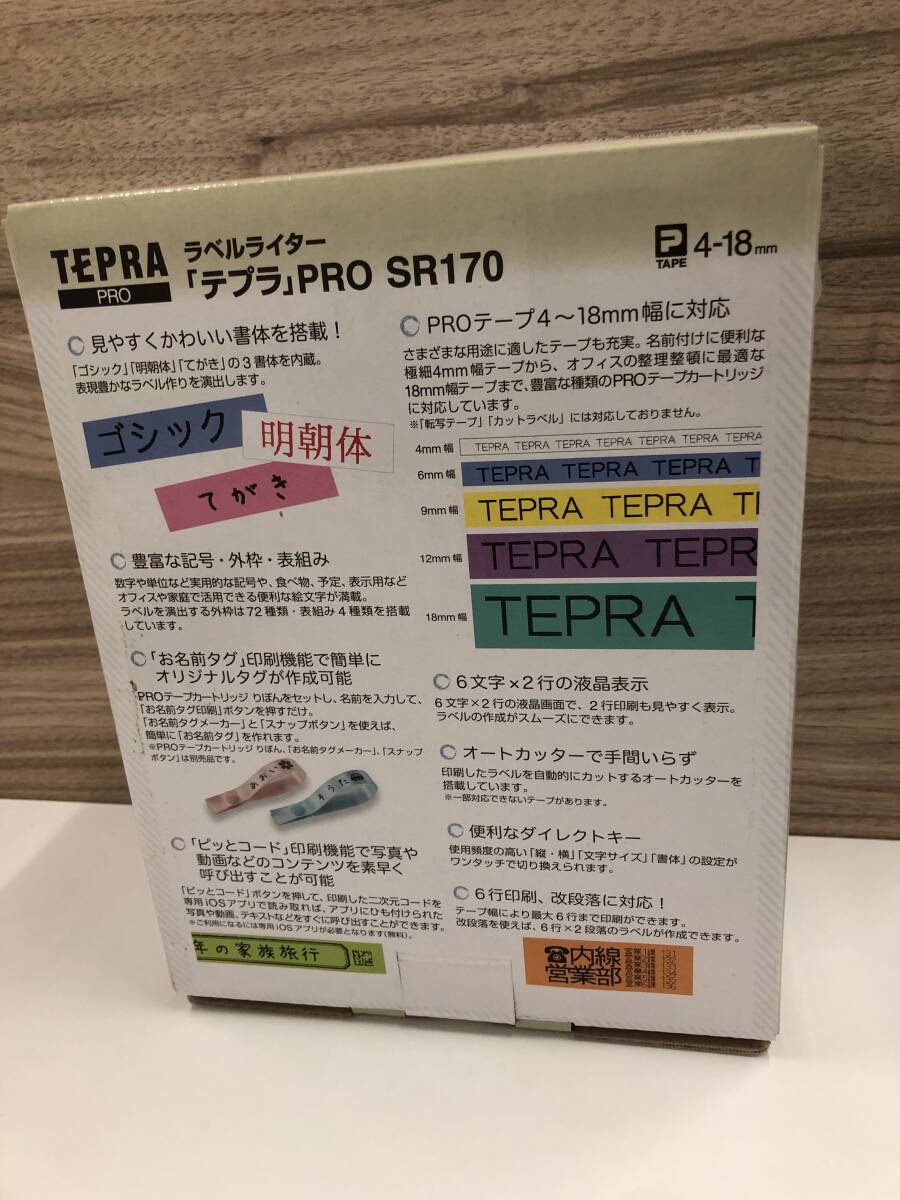 TEPRA
PRO
ラベルライター
「テプラ」PRO SR170
TAPE 4-18mm
見やすくかわいい書体を搭載！
「ゴシック」「明朝体」「てがき」の3書体を内蔵。
表現豊かなラベル作りを演出します。
ゴシック
明朝体
てがき
豊富な記号・外枠・表組み
数字や単位など実用的な記号や、食べ物、予定、表示用など
オフィスや家庭で活用できる便利な絵文字が満載。
ラベルを演出する外枠は72種類・表組み4種類を搭載
しています。
「お名前タグ」印刷機能で簡単に
オリジナルタグが作成可能
PROテープカートリッジ りぼんをセットし、名前を入力して、
「お名前タグ印刷」ボタンを押すだけ。
「お名前タグメーカー」と「スナップボタン」を使えば、
簡単に「お名前タグ」を作れます。
※PROテープカートリッジ りぼん、「お名前タグメーカー」、「スナップ
ボタン」は別売品です。
あおい
そうた
「ピッとコード」印刷機能で写真や
動画などのコンテンツを素早く
呼び出すことが可能
「ピッとコード」ボタンを押して、印刷した二次元コードを
専用iOSアプリで読み取れば、アプリにひも付けられた
写真や動画、テキストなどをすぐに呼び出すことができます。
※ご利用になるには専用iOSアプリが必要となります(無料)。
年の家族旅行
PROテープ4～18mm幅に対応
さまざまな用途に適したテープも充実。名前付けに便利な
極細4mm幅テープから、オフィスの整理整頓に最適な
18mm幅テープまで、豊富な種類のPROテープカートリッジ
に対応しています。
※「転写テープ」「カットラベル」には対応しておりません。
4mm幅 TEPRA TEPRA TEPRA TEPRA TEPRA TEPRA TEPRA
6mm幅 TEPRA TEPRA TEPRA T
9mm幅 TEPRA TEPRA TE
12mm幅 TEPRA TEPR
18mm幅 TEPRA T
6文字×2行の液晶表示
6文字×2行の液晶画面で、2行印刷も見やすく表示。
ラベルの作成がスムーズにできます。
オートカッターで手間いらず
印刷したラベルを自動的にカットするオートカッターを
搭載しています。
※一部対応できないテープがあります。
便利なダイレクトキー
使用頻度の高い「縦・横」「文字サイズ」「書体」の設定が
ワンタッチで切り換えられます。
6行印刷、改段落に対応！
テープ幅により最大6行まで印刷ができます。
改段落を使えば、6行×2段落のラベルが作成できます。
☎内線
営業部